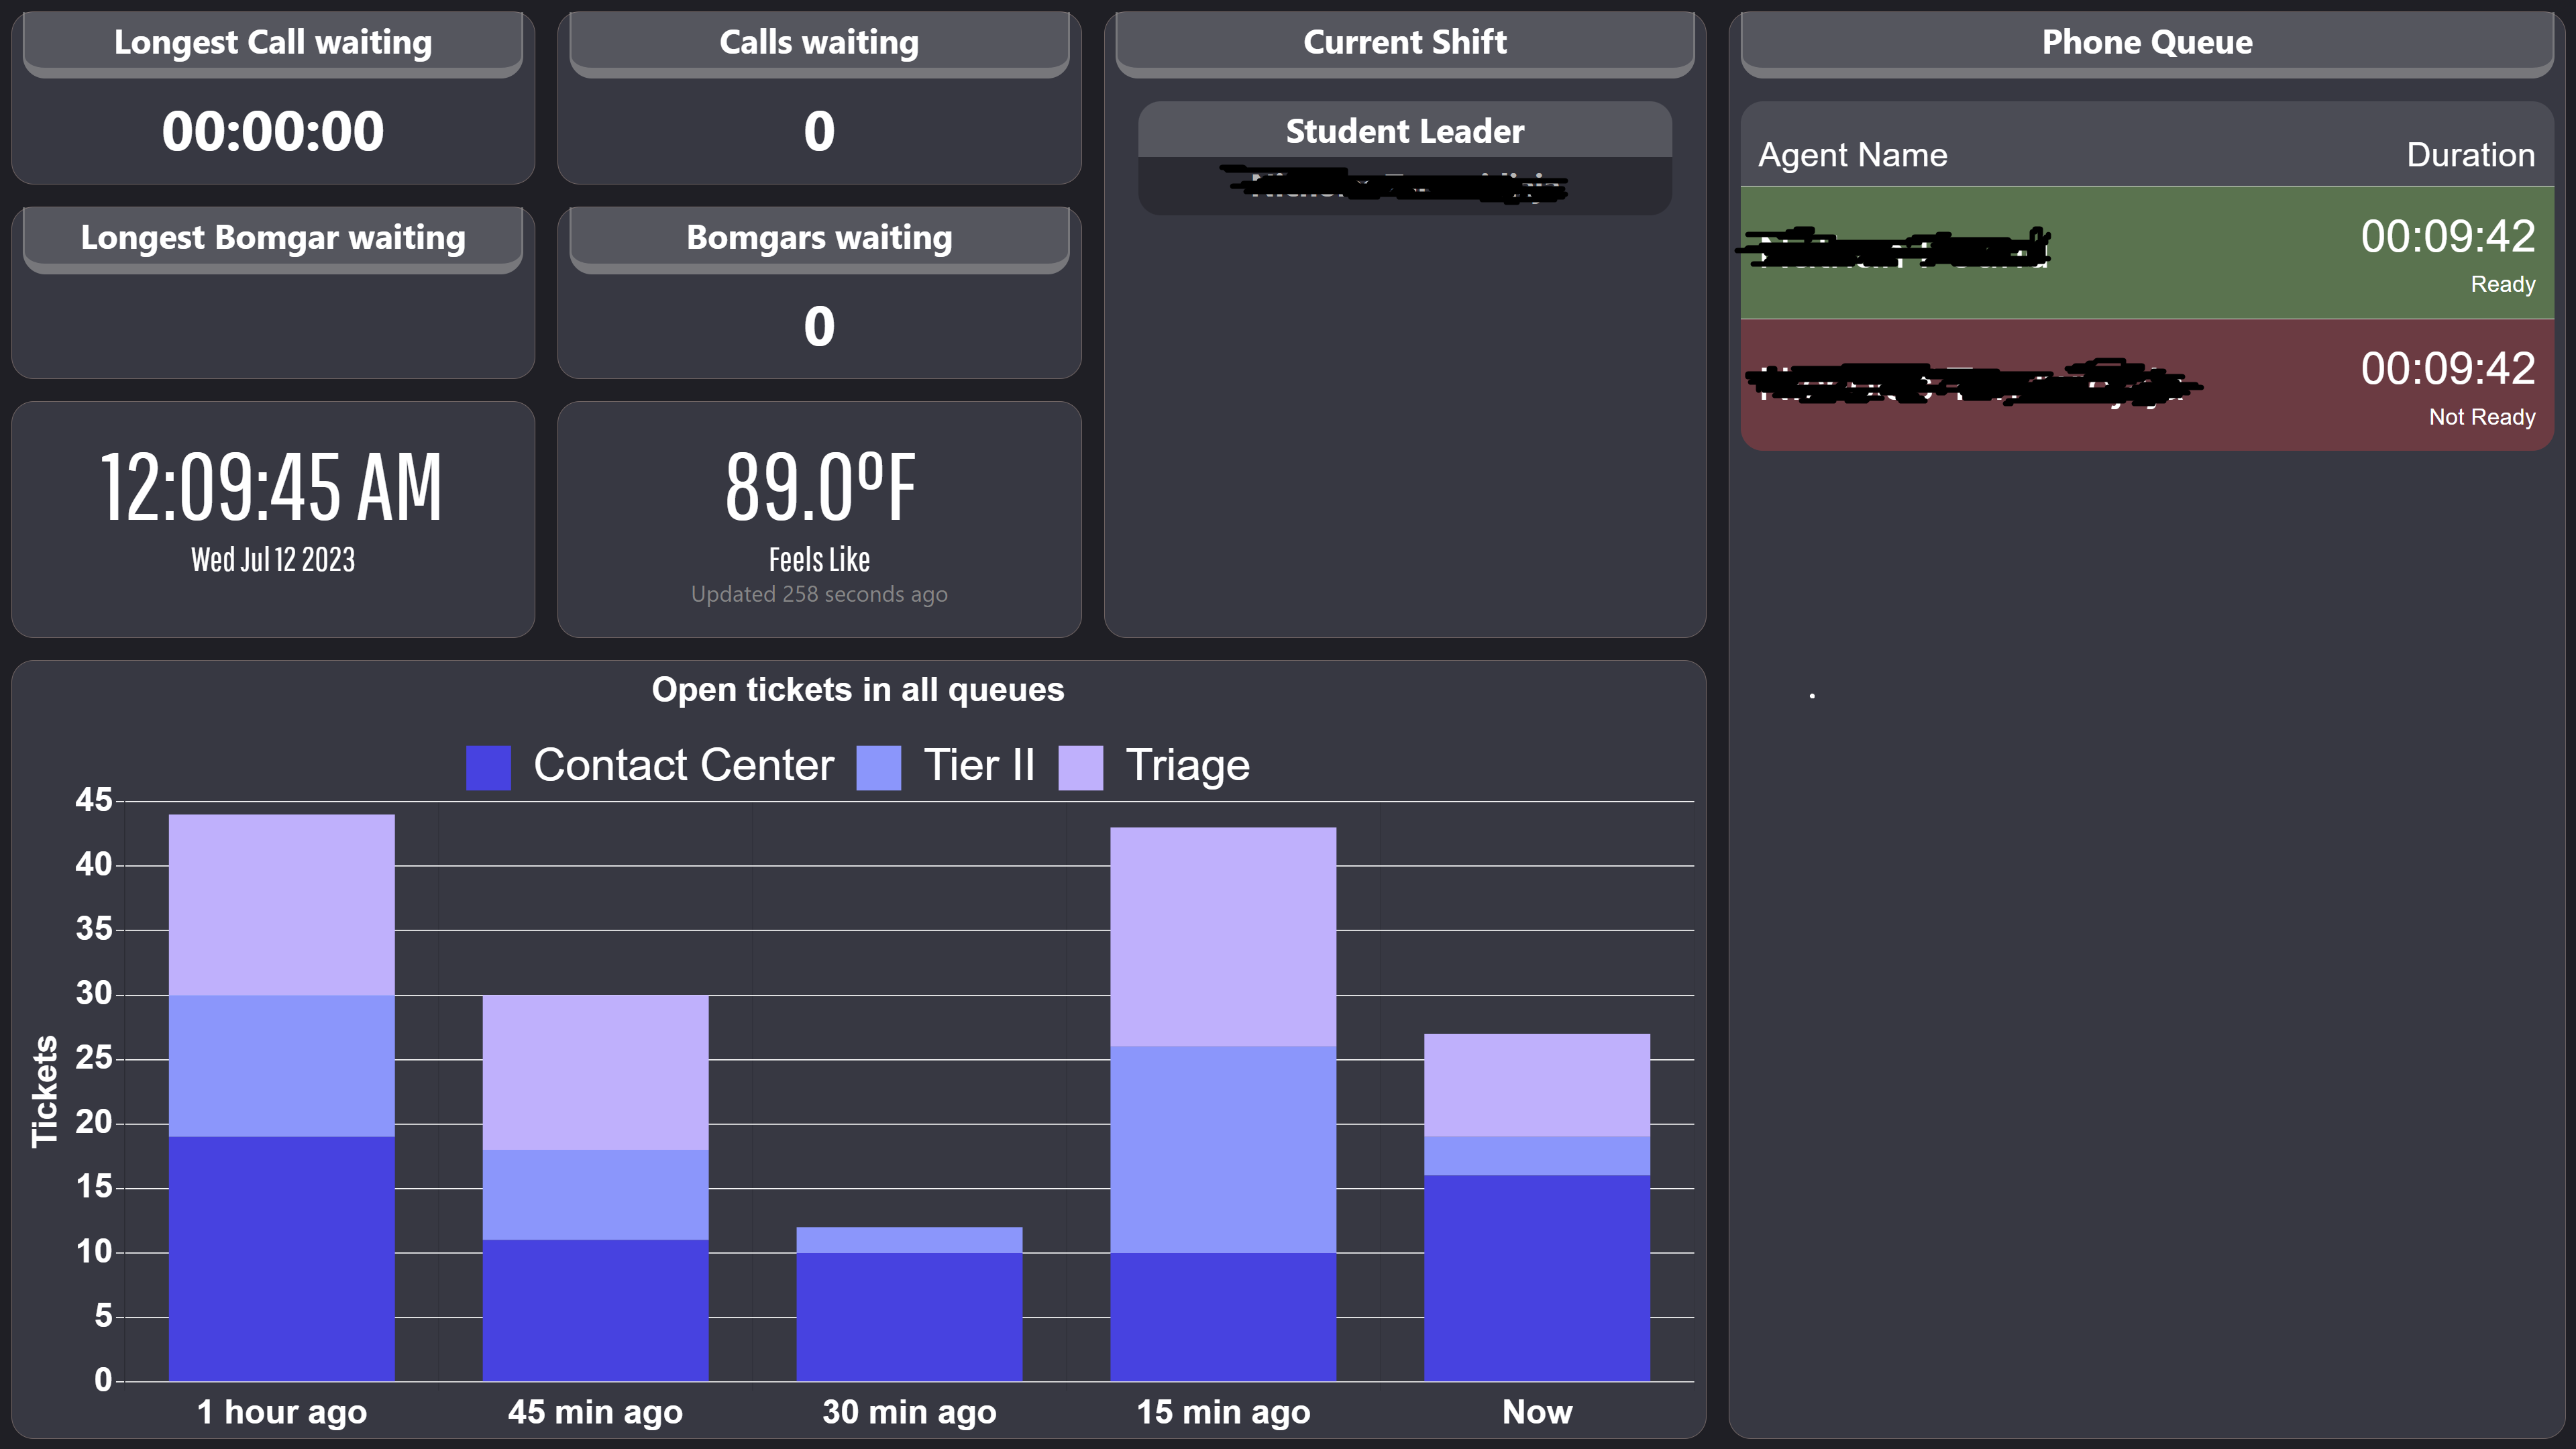 Longest Call waiting
00:00:00
Calls waiting
0
Longest Bomgar waiting
Bomgars waiting
0
12:09:45 AM
Wed Jul 12 2023
89.0ºF
Feels Like
Updated 258 seconds ago
Current Shift
Student Leader
Phone Queue
Agent Name Duration
00:09:42
Ready
00:09:42
Not Ready
Open tickets in all queues
Contact Center Tier II Triage
Tickets
45
40
35
30
25
20
15
10
5
0
1 hour ago 45 min ago 30 min ago 15 min ago Now